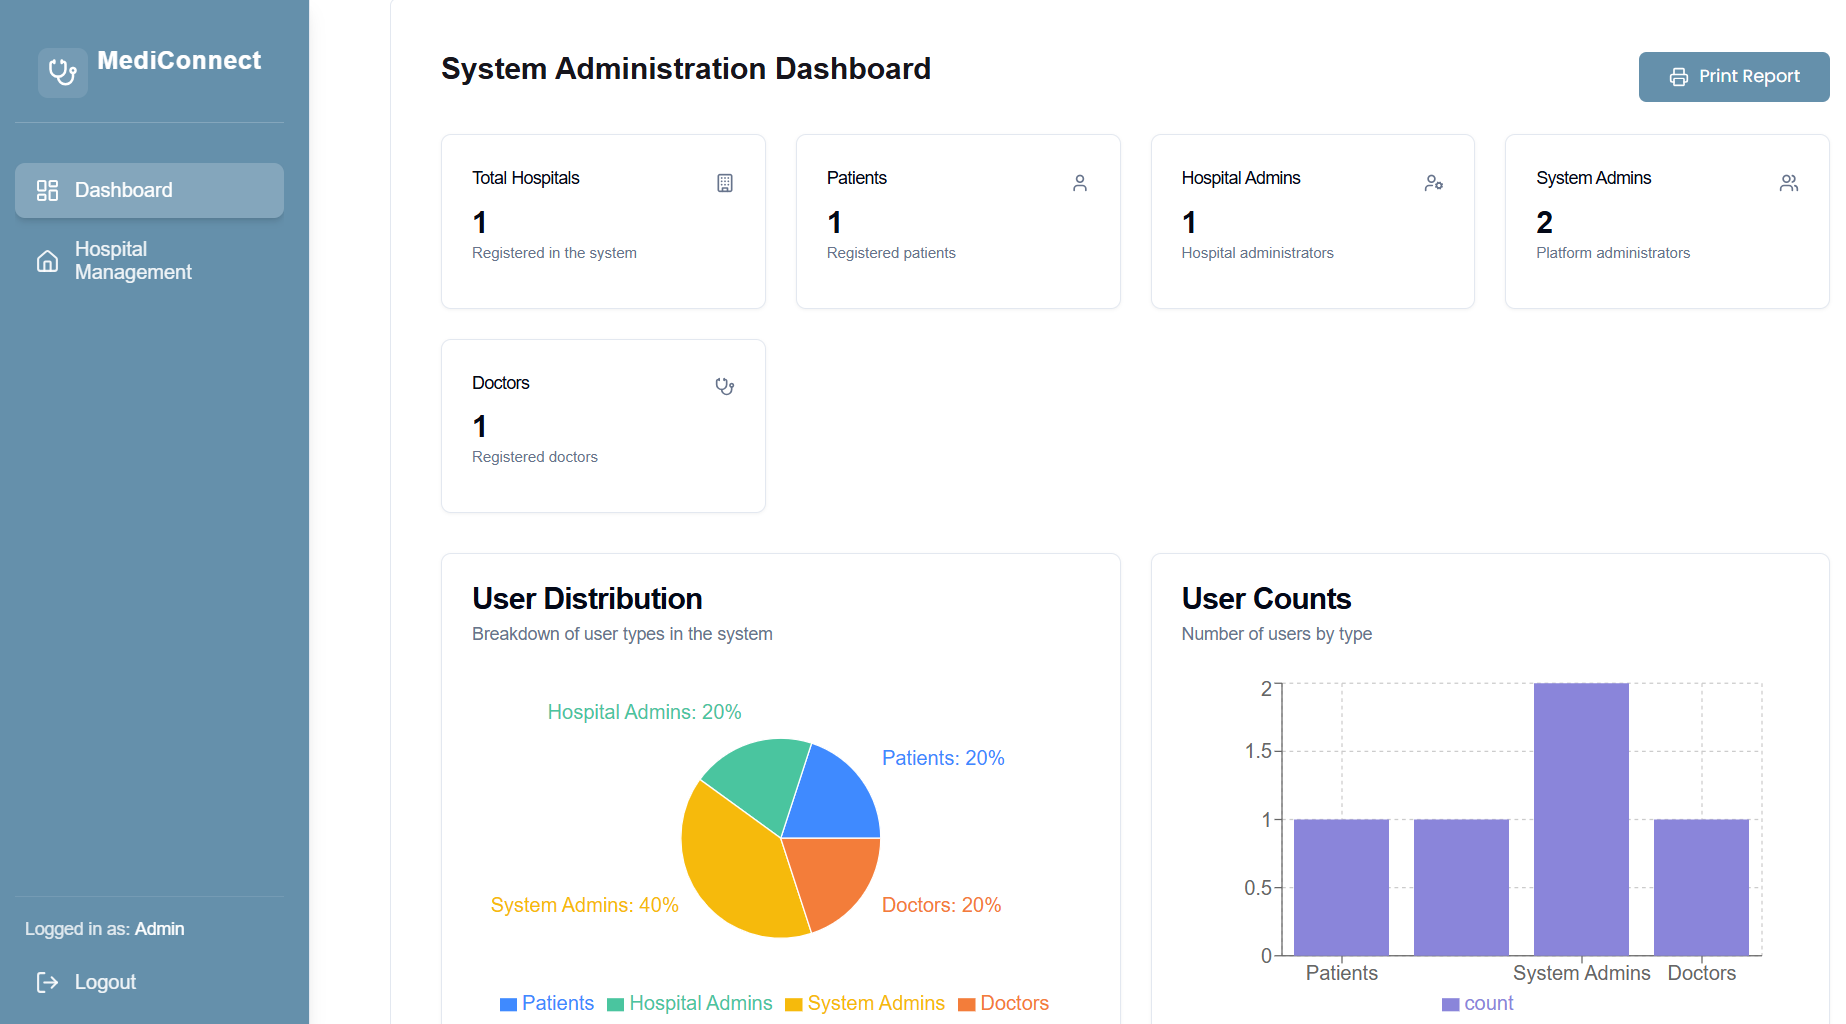 MediConnect
Dashboard
Hospital
Management
Logged in as: Admin
Logout
System Administration Dashboard
Print Report
Total Hospitals
1
Registered in the system
Patients
1
Registered patients
Hospital Admins
1
Hospital administrators
System Admins
2
Platform administrators
Doctors
1
Registered doctors
User Distribution
Breakdown of user types in the system
Hospital Admins: 20%
Patients: 20%
System Admins: 40%
Doctors: 20%
Patients Hospital Admins System Admins Doctors
User Counts
Number of users by type
2
1.5
1
0.5
0
Patients System Admins Doctors
count